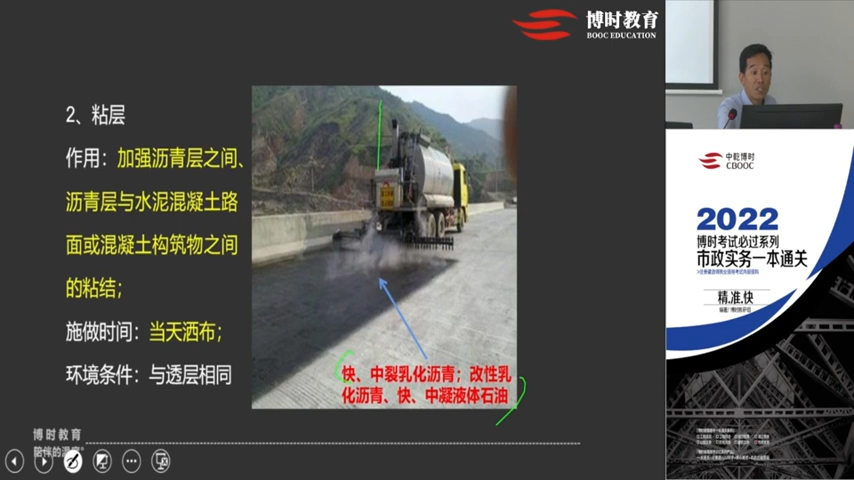 博时教育
BOOC EDUCATION
2、粘层
作用：加强沥青层之间、
沥青层与水泥混凝土路
面或混凝土构筑物之间
的粘结；
施做时间：当天洒布；
环境条件：与透层相同
快、中裂乳化沥青；改性乳
化沥青、快、中凝液体石油
博时教育
陪伴的温度
中乾博时
CBOOC
2022
博时考试必过系列
市政实务一本通关
精.准.快